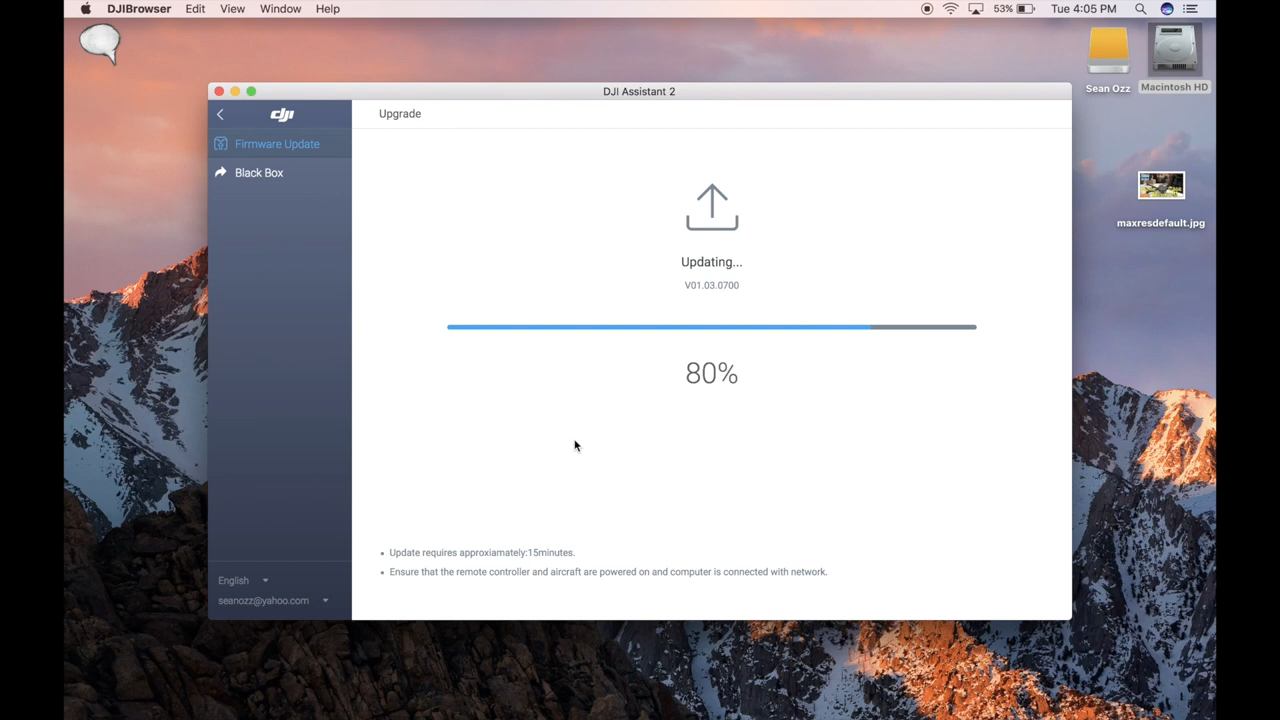 DJIBrowser Edit View Window Help 53% Tue 4:05 PM
Sean Ozz Macintosh HD
DJI Assistant 2
dji Upgrade
Firmware Update
Black Box
maxresdefault.jpg
Updating...
V01.03.0700
80%
Update requires approxiamately:15minutes.
Ensure that the remote controller and aircraft are powered on and computer is connected with network.
English
seanozz@yahoo.com